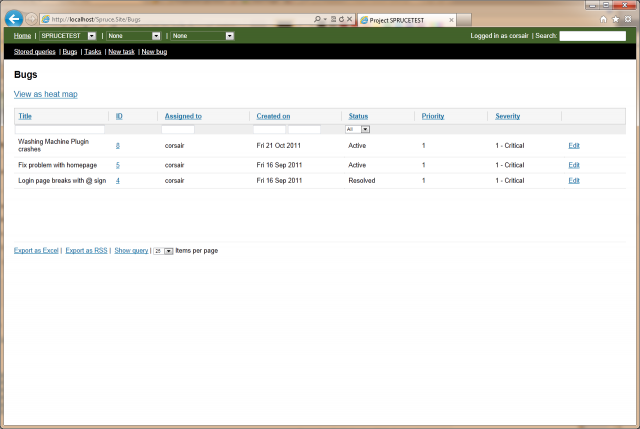 http://localhost/Spruce.Site/Bugs
Project SPRUCETEST
Home | SPRUCETEST | None | None
Logged in as corsair | Search:
Stored queries | Bugs | Tasks | New task | New bug
Bugs
View as heat map
Title ID Assigned to Created on Status Priority Severity
All
Washing Machine Plugin crashes 8 corsair Fri 21 Oct 2011 Active 1 1 - Critical Edit
Fix problem with homepage 5 corsair Fri 16 Sep 2011 Active 1 1 - Critical Edit
Login page breaks with @ sign 4 corsair Fri 16 Sep 2011 Resolved 1 1 - Critical Edit
Export as Excel | Export as RSS | Show query | 25 Items per page